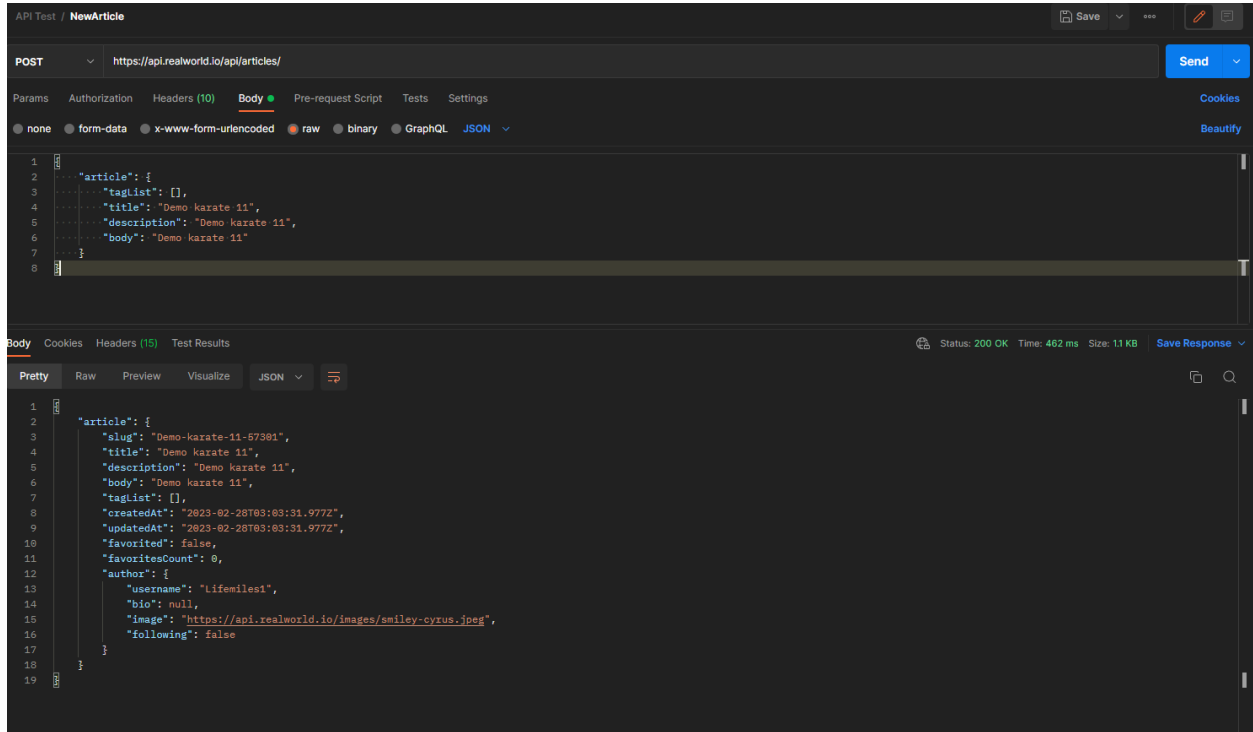 API Test / NewArticle
Save
POST https://api.realworld.io/api/articles/ Send
Params Authorization Headers (10) Body Pre-request Script Tests Settings Cookies
none form-data x-www-form-urlencoded raw binary GraphQL JSON Beautify
1 {
2 "article": {
3 "tagList": [],
4 "title": "Demo karate 11",
5 "description": "Demo karate 11",
6 "body": "Demo karate 11"
7 }
8 }
Body Cookies Headers (15) Test Results Status: 200 OK Time: 462 ms Size: 1.1 KB Save Response
Pretty Raw Preview Visualize JSON
1 {
2 "article": {
3 "slug": "Demo-karate-11-57301",
4 "title": "Demo karate 11",
5 "description": "Demo karate 11",
6 "body": "Demo karate 11",
7 "tagList": [],
8 "createdAt": "2023-02-28T03:03:31.977Z",
9 "updatedAt": "2023-02-28T03:03:31.977Z",
10 "favorited": false,
11 "favoritesCount": 0,
12 "author": {
13 "username": "Lifemiles1",
14 "bio": null,
15 "image": "https://api.realworld.io/images/smiley-cyrus.jpeg",
16 "following": false
17 }
18 }
19 }